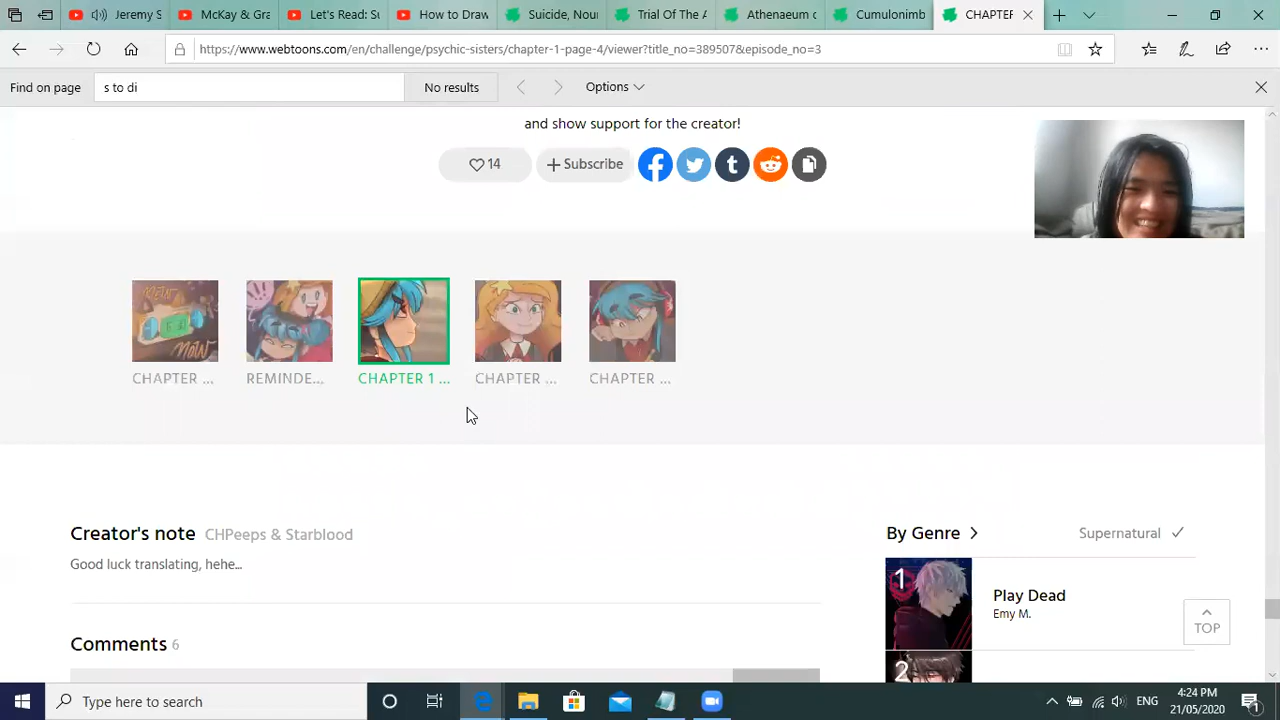 Jeremy S
McKay & Gr
Let's Read: Su
How to Draw
Suicide, Nour
Trial Of The A
Athenaeum o
Cumulonimb
CHAPTER
https://www.webtoons.com/en/challenge/psychic-sisters/chapter-1-page-4/viewer?title_no=389507&episode_no=3
Find on page
s to di
No results
Options
and show support for the creator!
14
+ Subscribe
CHAPTER ...
REMINDE...
CHAPTER 1 ...
CHAPTER ...
CHAPTER ...
Creator's note CHPeeps & Starblood
Good luck translating, hehe...
By Genre >
Supernatural
1
Play Dead
Emy M.
TOP
Comments 6
2
Type here to search
ENG
4:24 PM
21/05/2020